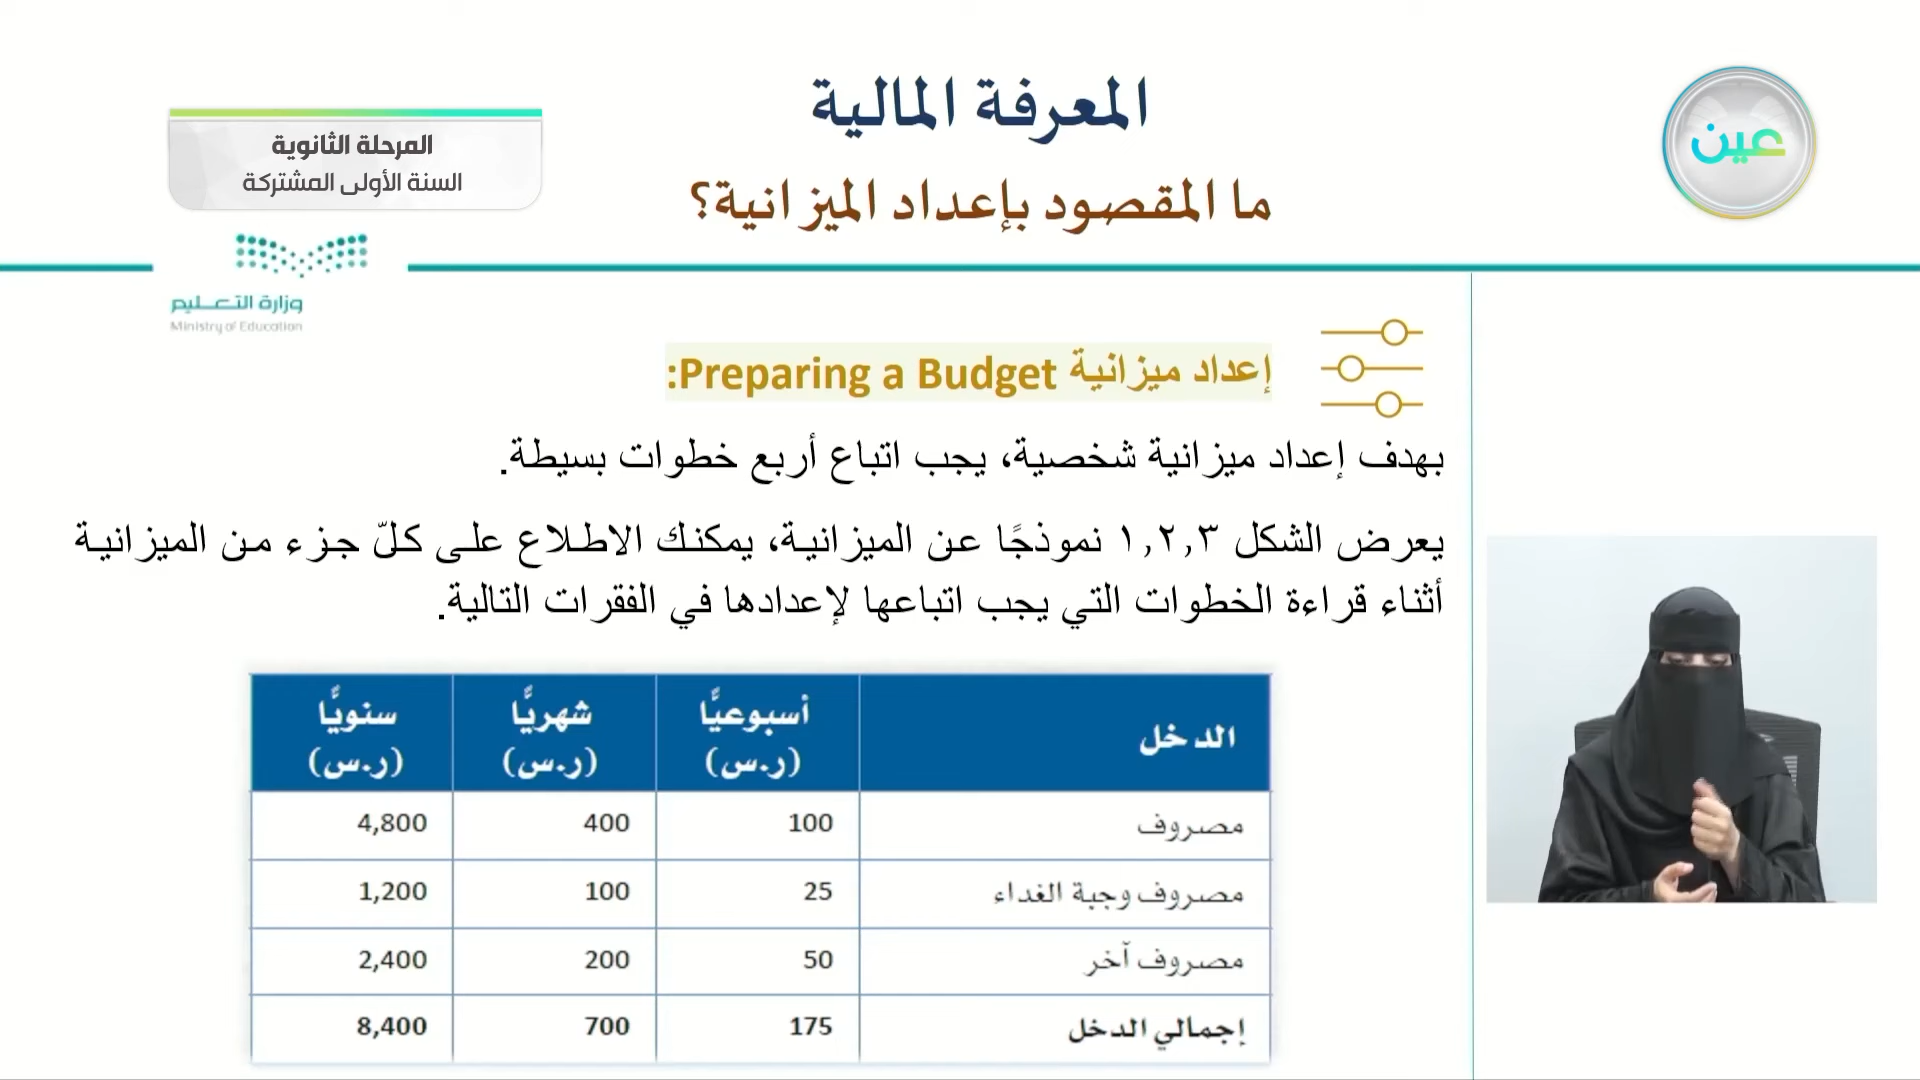 المعرفة المالية
ما المقصود بإعداد الميزانية؟
عين
المرحلة الثانوية
السنة الأولى المشتركة
وزارة التعليم
Ministry of Education
إعداد ميزانية Preparing a Budget:
بهدف إعداد ميزانية شخصية، يجب اتباع أربع خطوات بسيطة.
يعرض الشكل ١,٢,٣ نموذجًا عن الميزانية، يمكنك الاطلاع على كلّ جزء من الميزانية
أثناء قراءة الخطوات التي يجب اتباعها لإعدادها في الفقرات التالية.
الدخل أسبوعيًّا (ر.س) شهريًّا (ر.س) سنويًّا (ر.س)
مصروف 100 400 4,800
مصروف وجبة الغداء 25 100 1,200
مصروف آخر 50 200 2,400
إجمالي الدخل 175 700 8,400